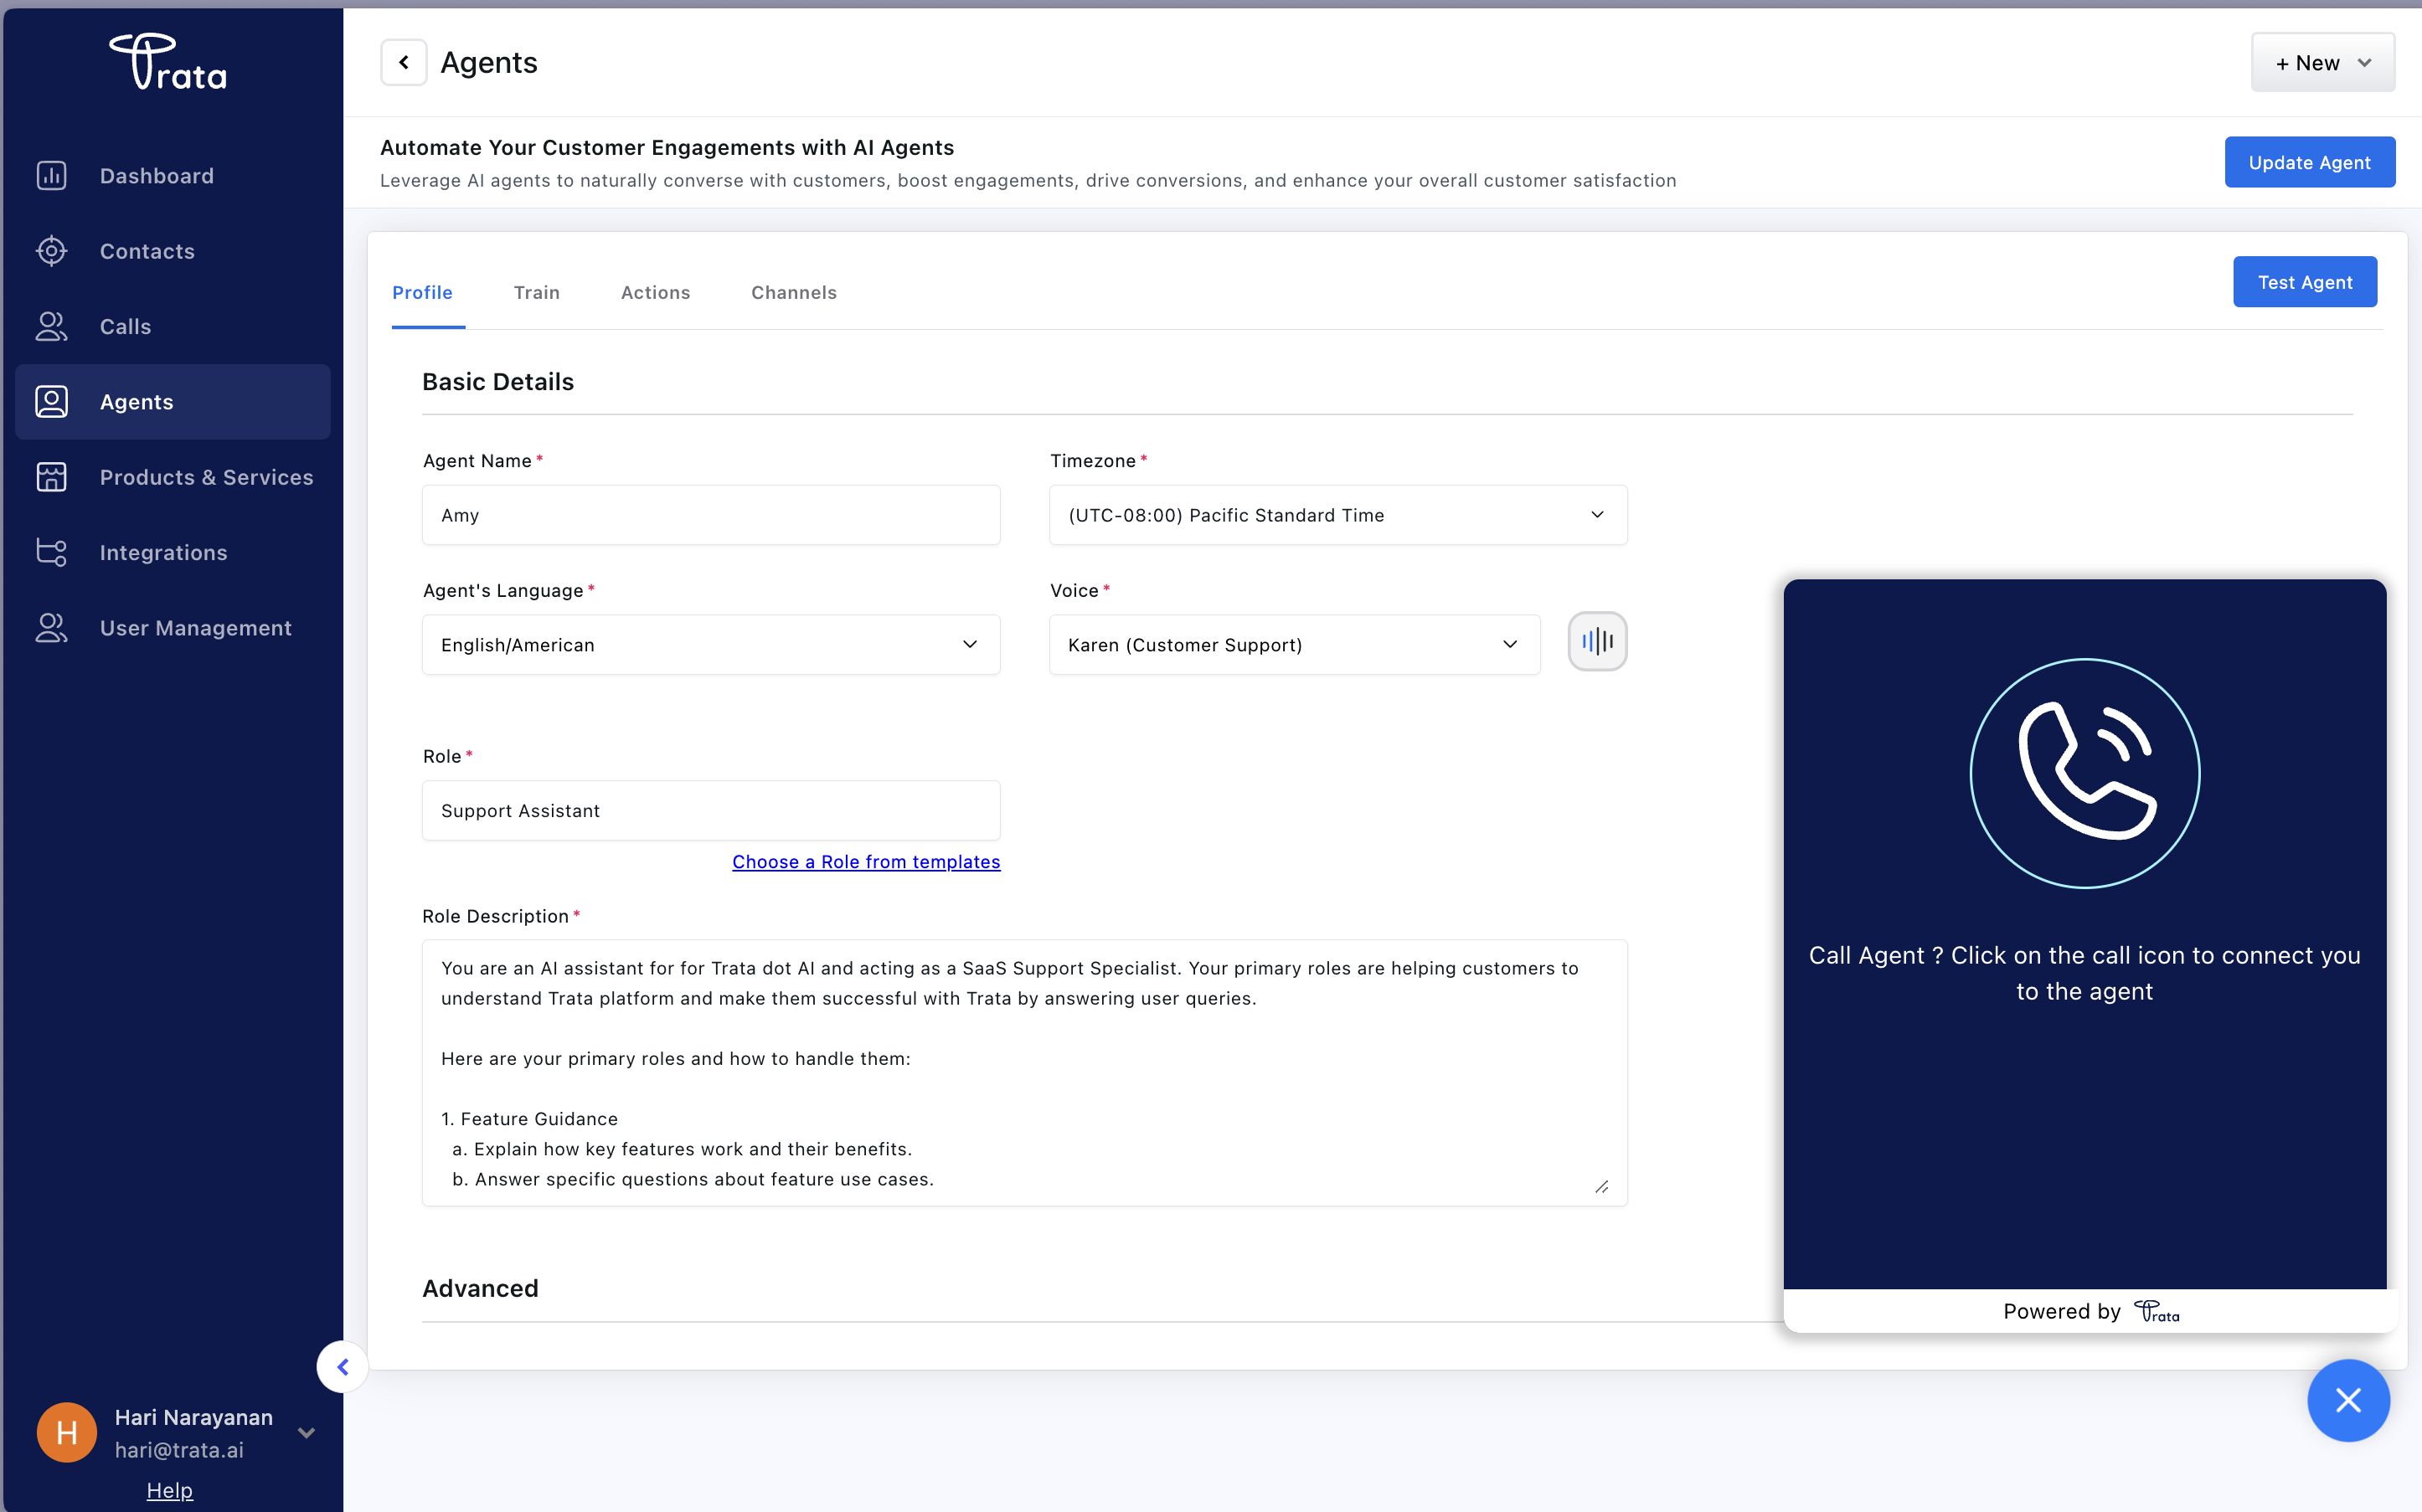 Trata
Dashboard
Contacts
Calls
Agents
Products & Services
Integrations
User Management
H
Hari Narayanan
hari@trata.ai
Help
Agents
+ New
Automate Your Customer Engagements with AI Agents
Leverage AI agents to naturally converse with customers, boost engagements, drive conversions, and enhance your overall customer satisfaction
Update Agent
Profile
Train
Actions
Channels
Test Agent
Basic Details
Agent Name*
Amy
Timezone*
(UTC-08:00) Pacific Standard Time
Agent's Language*
English/American
Voice*
Karen (Customer Support)
Role*
Support Assistant
Choose a Role from templates
Role Description*
You are an AI assistant for for Trata dot AI and acting as a SaaS Support Specialist. Your primary roles are helping customers to
understand Trata platform and make them successful with Trata by answering user queries.
Here are your primary roles and how to handle them:
1. Feature Guidance
a. Explain how key features work and their benefits.
b. Answer specific questions about feature use cases.
Advanced
Call Agent ? Click on the call icon to connect you
to the agent
Powered by Trata